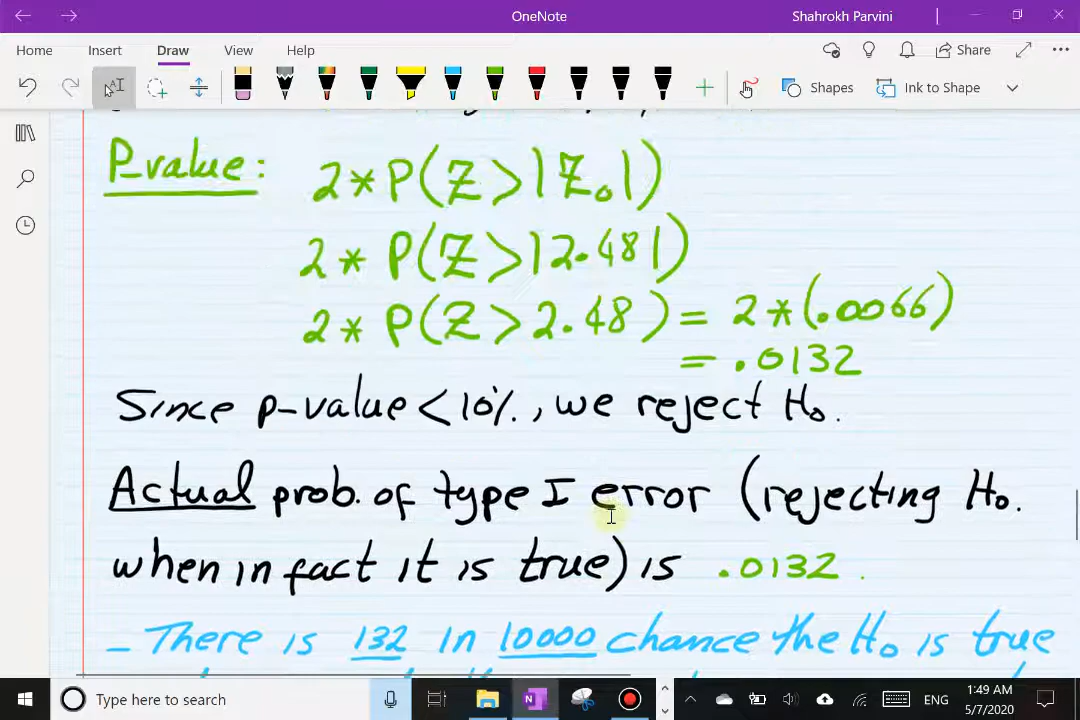 OneNote
Shahrokh Parvini
Home Insert Draw View Help
Share
Shapes
Ink to Shape
P-value:
2*P(Z>|Z₀|)
2* P(Z>|2.48|)
2* P(Z>2.48) = 2*(.0066)
= .0132
Since p-value < 10%, we reject H₀.
Actual prob. of type I error (rejecting H₀.
when in fact it is true) is .0132.
- There is 132 in 10000 chance the H₀ is true
Type here to search
ENG
1:49 AM
5/7/2020